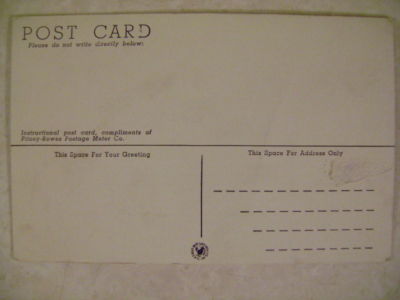 POST CARD
Please do not write directly below:
Instructional post card, compliments of
Pitney-Bowes Postage Meter Co.
This Space For Your Greeting
This Space For Address Only